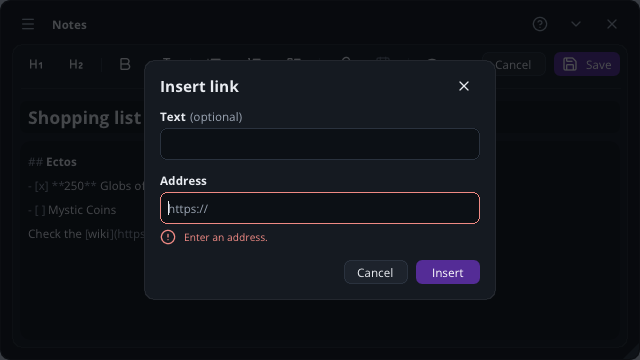 Notes
H1 H2 B Cancel Save
Insert link
Text (optional)
Shopping list
Address
## Ectos
- [x] **250** Globs of
https://
- [ ] Mystic Coins
Check the [wiki](https
Enter an address.
Cancel Insert